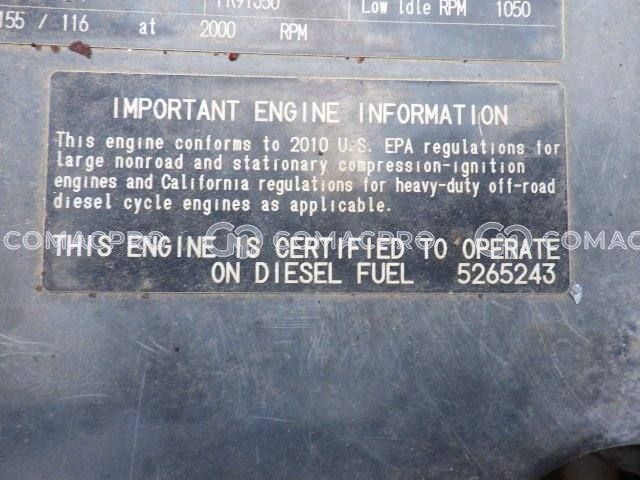 Low Idle RPM 1050
155 / 116 at 2000 RPM
IMPORTANT ENGINE INFORMATION
This engine conforms to 2010 U.S. EPA regulations for
large nonroad and stationary compression-ignition
engines and California regulations for heavy-duty off-road
diesel cycle engines as applicable.
COMACPRO COMACPRO COMACPRO
THIS ENGINE IS CERTIFIED TO OPERATE
ON DIESEL FUEL 5265243